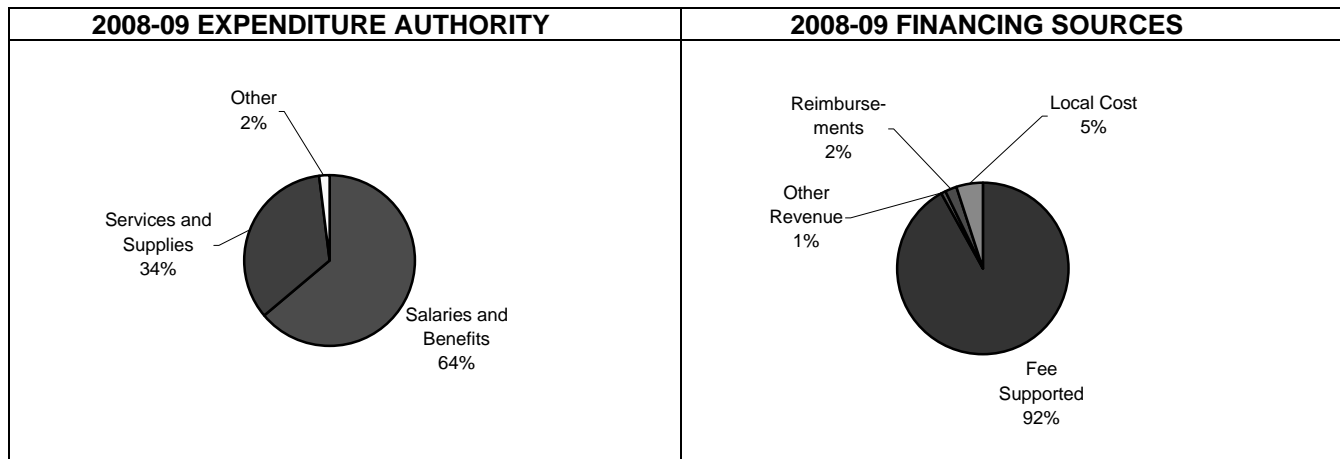 2008-09 EXPENDITURE AUTHORITY
Other
2%
Services and
Supplies
34%
Salaries and
Benefits
64%
2008-09 FINANCING SOURCES
Reimburse-
ments
2%
Local Cost
5%
Other
Revenue
1%
Fee
Supported
92%